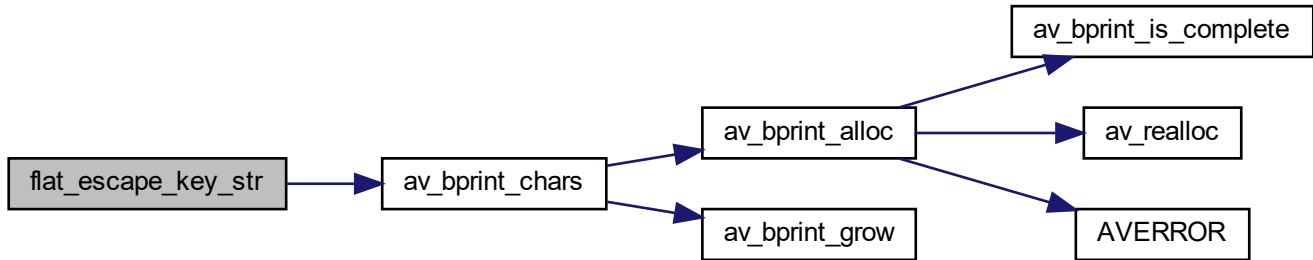 flat_escape_key_str
av_bprint_chars
av_bprint_alloc
av_bprint_grow
av_bprint_is_complete
av_realloc
AVERROR